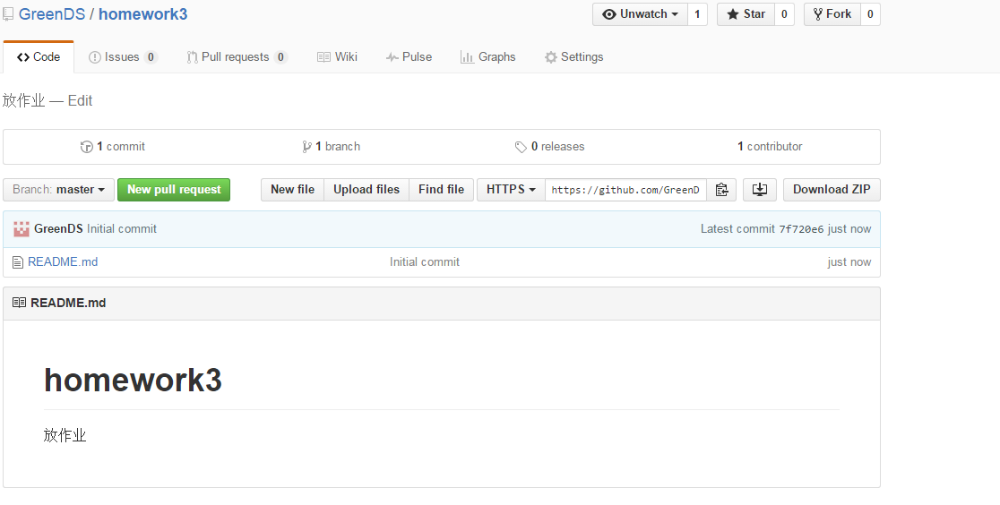 GreenDS / homework3 Unwatch 1 Star 0 Fork 0
Code Issues 0 Pull requests 0 Wiki Pulse Graphs Settings
放作业 — Edit
1 commit 1 branch 0 releases 1 contributor
Branch: master New pull request New file Upload files Find file HTTPS https://github.com/GreenD Download ZIP
GreenDS Initial commit Latest commit 7f720e6 just now
README.md Initial commit just now
README.md
homework3
放作业